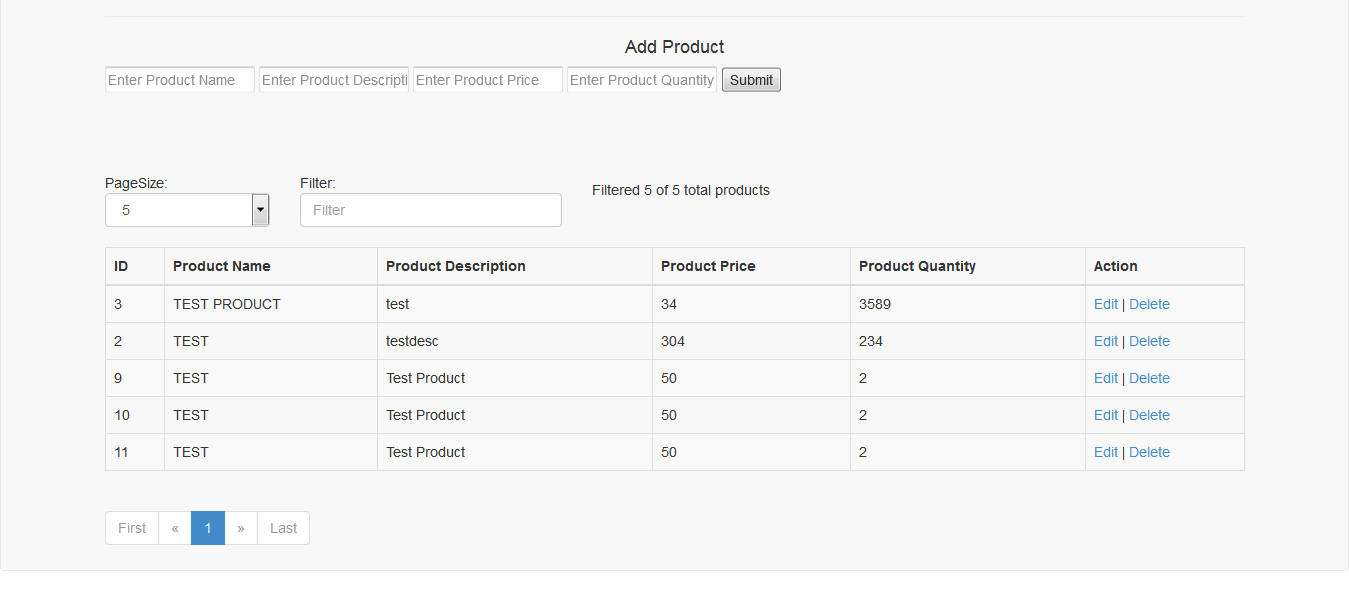 Add Product
Enter Product Name Enter Product Descripti Enter Product Price Enter Product Quantity Submit
PageSize: Filter:
Filtered 5 of 5 total products
5 Filter
ID Product Name Product Description Product Price Product Quantity Action
3 TEST PRODUCT test 34 3589 Edit | Delete
2 TEST testdesc 304 234 Edit | Delete
9 TEST Test Product 50 2 Edit | Delete
10 TEST Test Product 50 2 Edit | Delete
11 TEST Test Product 50 2 Edit | Delete
First « 1 » Last